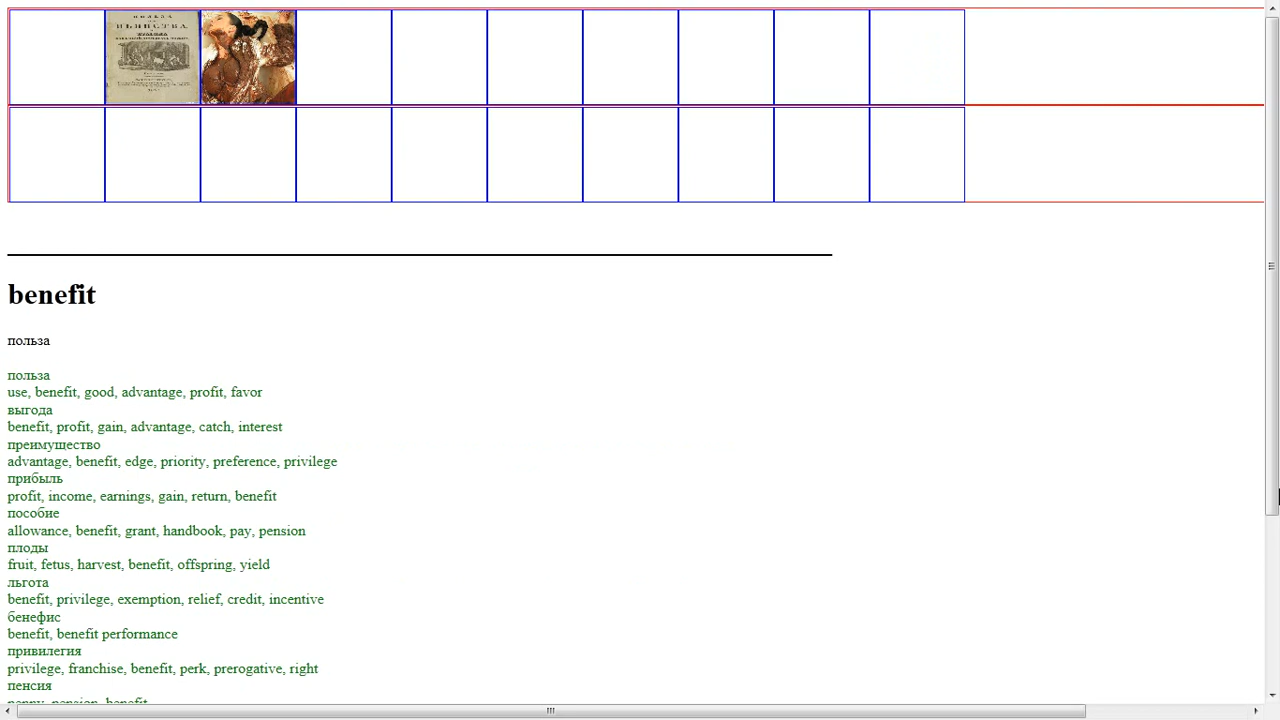 benefit
польза
польза
use, benefit, good, advantage, profit, favor
выгода
benefit, profit, gain, advantage, catch, interest
преимущество
advantage, benefit, edge, priority, preference, privilege
прибыль
profit, income, earnings, gain, return, benefit
пособие
allowance, benefit, grant, handbook, pay, pension
плоды
fruit, fetus, harvest, benefit, offspring, yield
льгота
benefit, privilege, exemption, relief, credit, incentive
бенефис
benefit, benefit performance
привилегия
privilege, franchise, benefit, perk, prerogative, right
пенсия
penny, pension, benefit